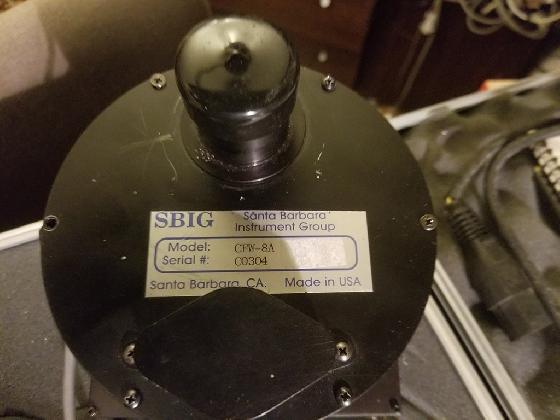 SBIG Santa Barbara
Instrument Group
Model: CFW-8A
Serial #: C0304
Santa Barbara, CA. Made in USA